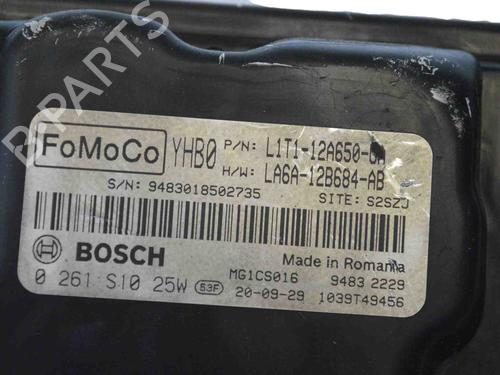 FoMoCo YHB0 P/N: L1T1-12A650-
H/W: LA6A-12B684-AB
S/N: 9483018502735 SITE: S2SZJ
BOSCH Made in Romania
MG1CS016 9483 2229
0 261 S10 25W 53F 20-09-29 1039T49456